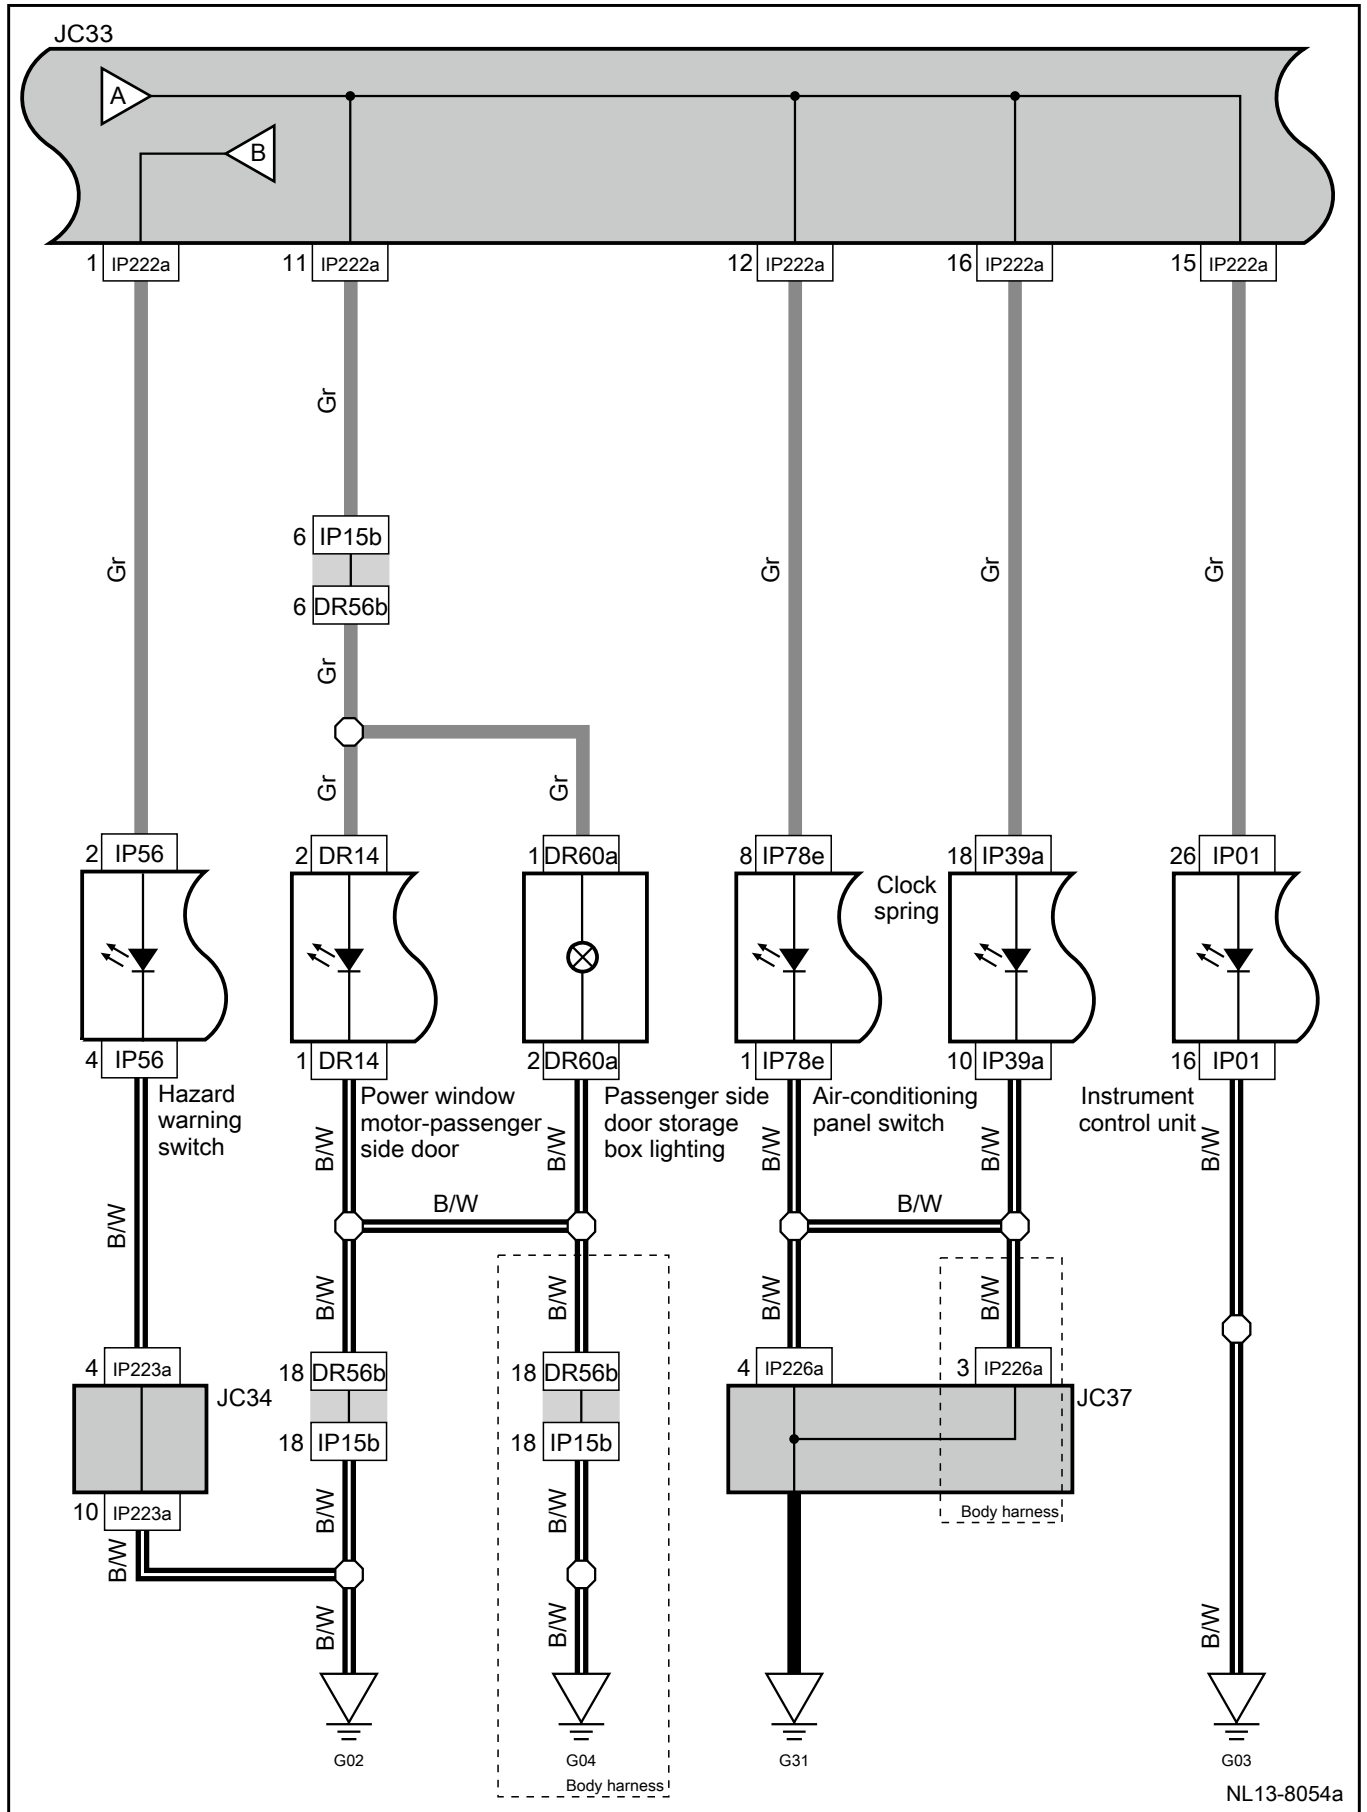 JC33
A
B
1 IP222a
11 IP222a
12 IP222a
16 IP222a
15 IP222a
Gr
Gr
Gr
Gr
Gr
6 IP15b
6 DR56b
Gr
Gr
Gr
2 IP56
2 DR14
1 DR60a
8 IP78e
18 IP39a
26 IP01
Clock
spring
4 IP56
1 DR14
2 DR60a
1 IP78e
10 IP39a
16 IP01
Hazard
warning
switch
Power window
motor-passenger
side door
Passenger side
door storage
box lighting
Air-conditioning
panel switch
Instrument
control unit
B/W
B/W
B/W
B/W
B/W
B/W
B/W
B/W
B/W
B/W
B/W
B/W
4 IP223a
18 DR56b
18 DR56b
4 IP226a
3 IP226a
JC34
JC37
18 IP15b
18 IP15b
10 IP223a
Body harness
B/W
B/W
B/W
B/W
B/W
B/W
G02
G04
G31
G03
Body harness
NL13-8054a